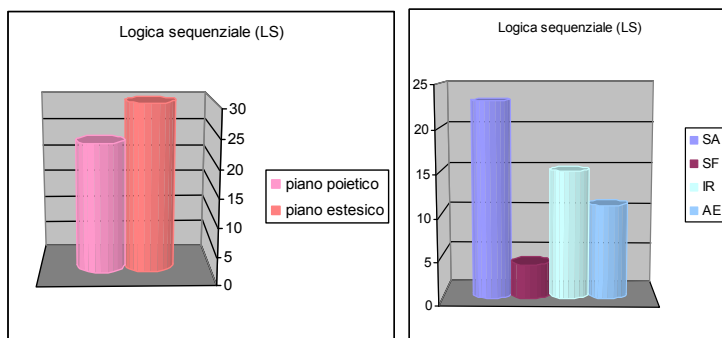 Logica sequenziale (LS)
30
25
20
15
10
5
0
piano poietico
piano estesico
Logica sequenziale (LS)
25
20
15
10
5
0
SA
SF
IR
AE